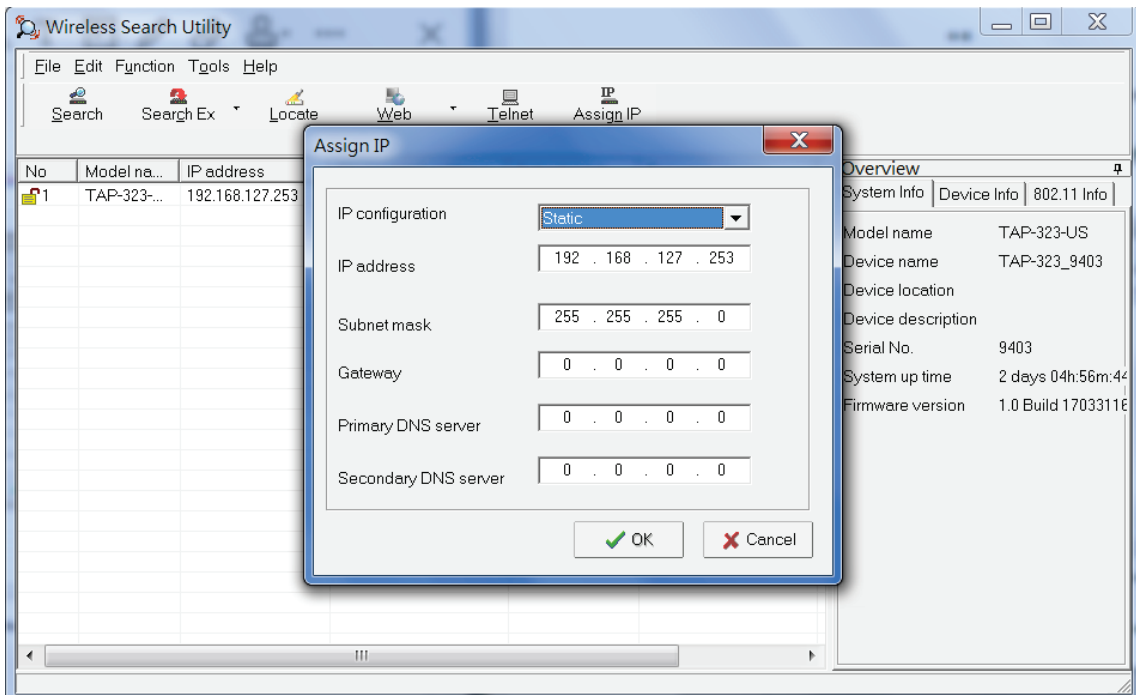 Wireless Search Utility
File Edit Function Tools Help
Search Search Ex Locate Web Telnet IP Assign IP
No Model na... IP address
1 TAP-323-... 192.168.127.253
Assign IP
IP configuration Static
IP address 192 . 168 . 127 . 253
Subnet mask 255 . 255 . 255 . 0
Gateway 0 . 0 . 0 . 0
Primary DNS server 0 . 0 . 0 . 0
Secondary DNS server 0 . 0 . 0 . 0
OK Cancel
Overview
System Info Device Info 802.11 Info
Model name TAP-323-US
Device name TAP-323_9403
Device location
Device description
Serial No. 9403
System up time 2 days 04h:56m:44
Firmware version 1.0 Build 17033116